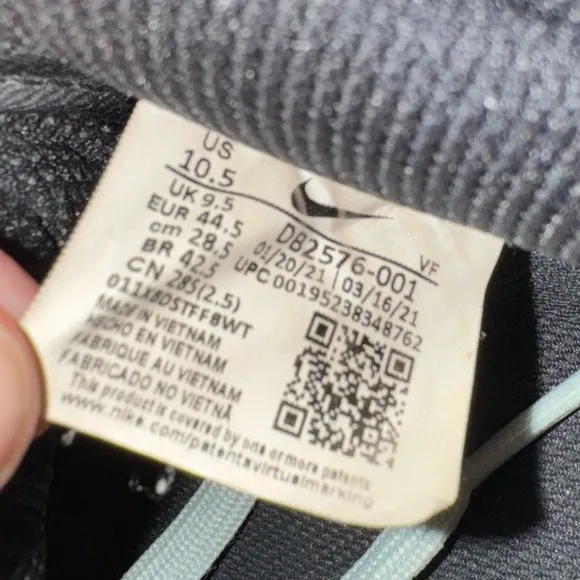 US
10.5
UK 9.5
EUR 44.5
cm 28.5
BR 42.5
CN 285(2.5)
DB2576-001 VF
01/20/21 03/16/21
UPC 00195238348762
011XBDSTFF8WT
MADE IN VIETNAM
HECHO EN VIETNAM
FABRIQUE AU VIETNAM
FABRICADO NO VIETNÃ
This product is covered by one or more patents
www.nike.com/patentsvirtualmarking